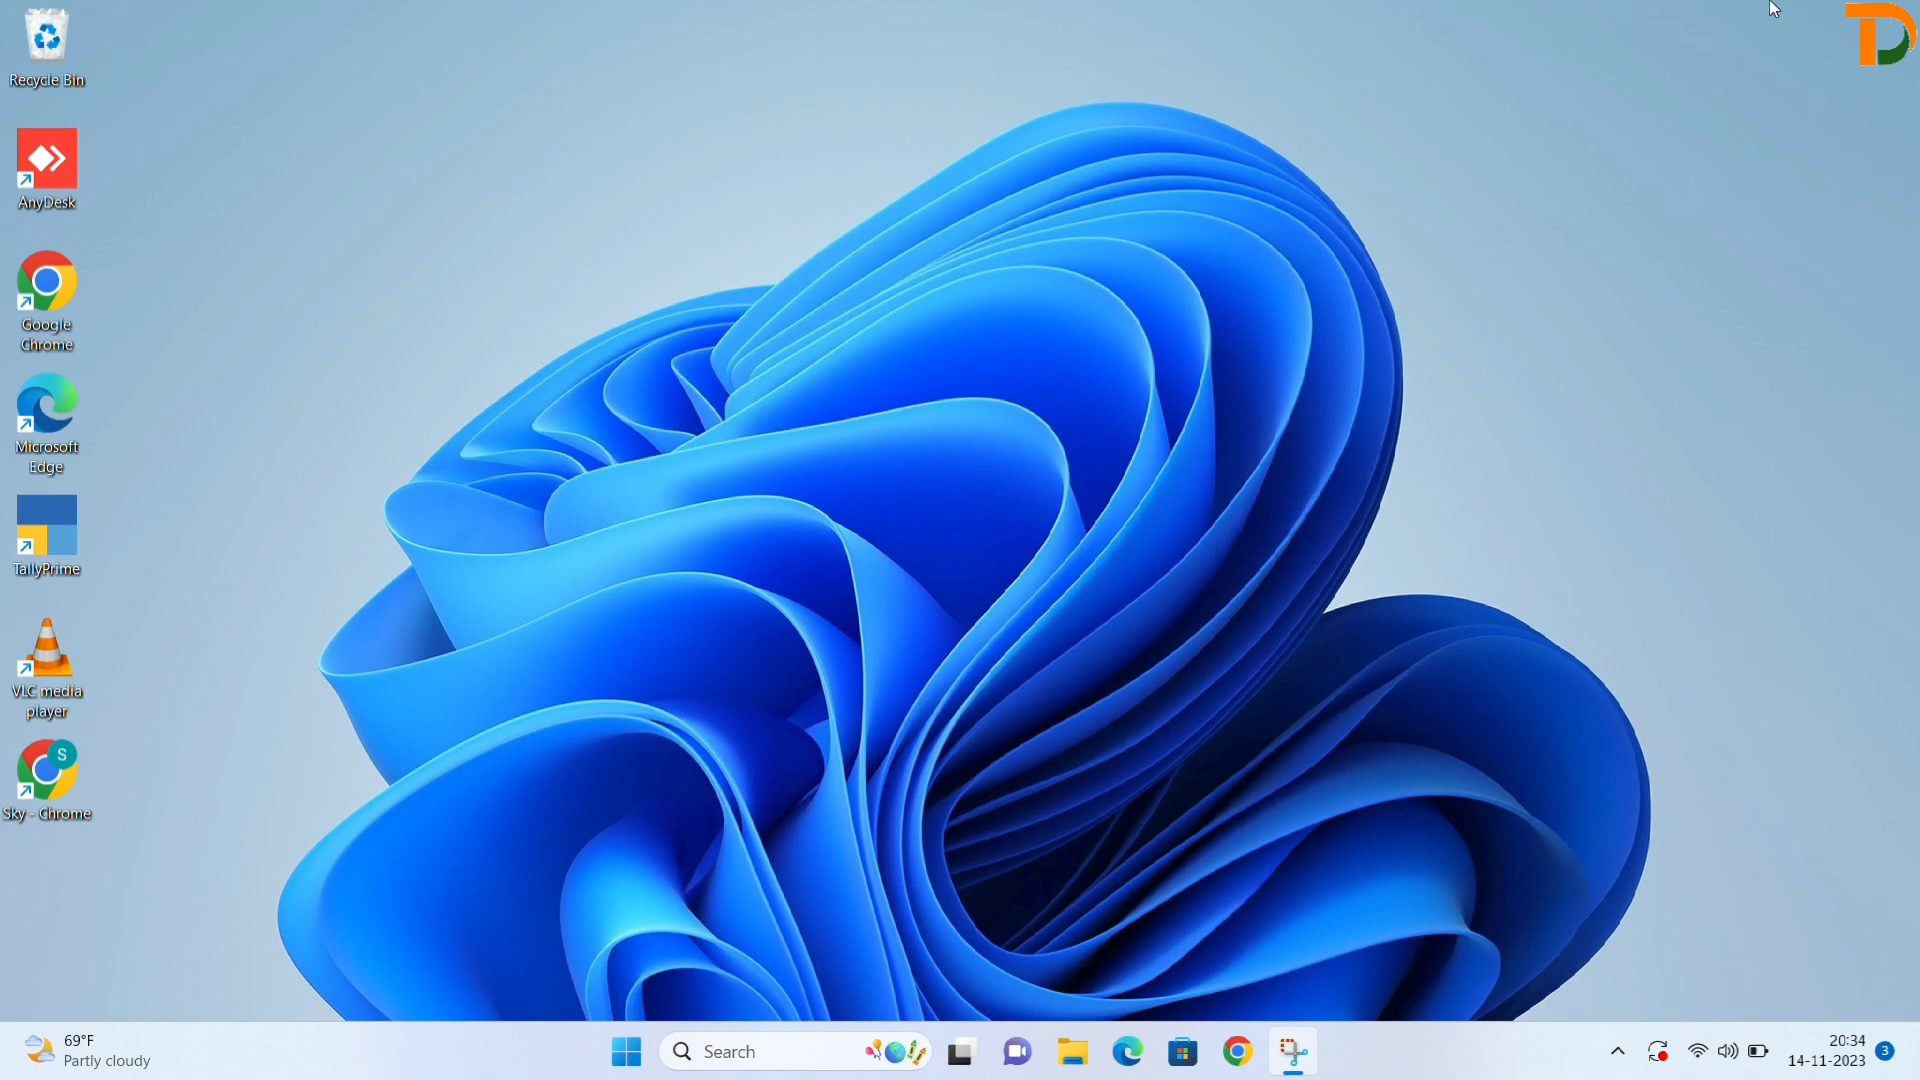 Recycle Bin
AnyDesk
Google
Chrome
Microsoft
Edge
TallyPrime
VLC media
player
S
Sky - Chrome
TD
69°F
Partly cloudy
Search
20:34
14-11-2023
3